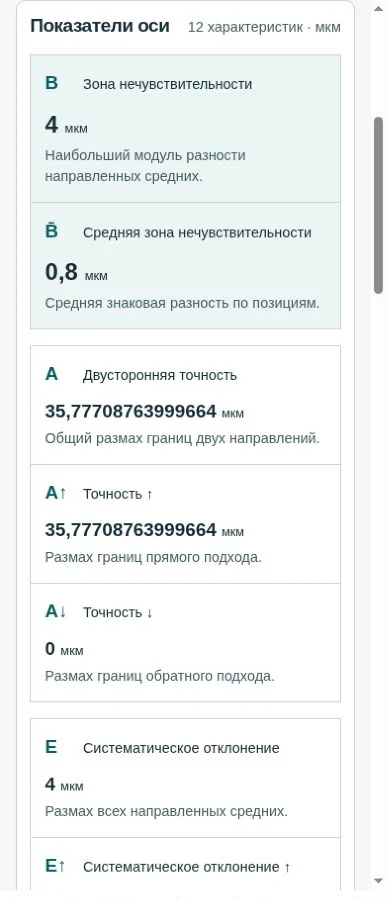 Показатели оси 12 характеристик · мкм
B Зона нечувствительности
4 мкм
Наибольший модуль разности
направленных средних.
B̄ Средняя зона нечувствительности
0,8 мкм
Средняя знаковая разность по позициям.
A Двусторонняя точность
35,77708763999664 мкм
Общий размах границ двух направлений.
A↑ Точность ↑
35,77708763999664 мкм
Размах границ прямого подхода.
A↓ Точность ↓
0 мкм
Размах границ обратного подхода.
E Систематическое отклонение
4 мкм
Размах всех направленных средних.
E↑ Систематическое отклонение ↑